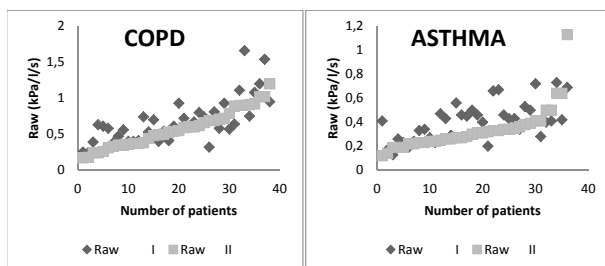 COPD
Raw (kPa/l/s)
2
1,5
1
0,5
0
0 10 20 30 40
Number of patients
Raw I Raw II
ASTHMA
Raw (kPa/l/s)
1,2
1
0,8
0,6
0,4
0,2
0
0 10 20 30 40
Number of patients
Raw I Raw II